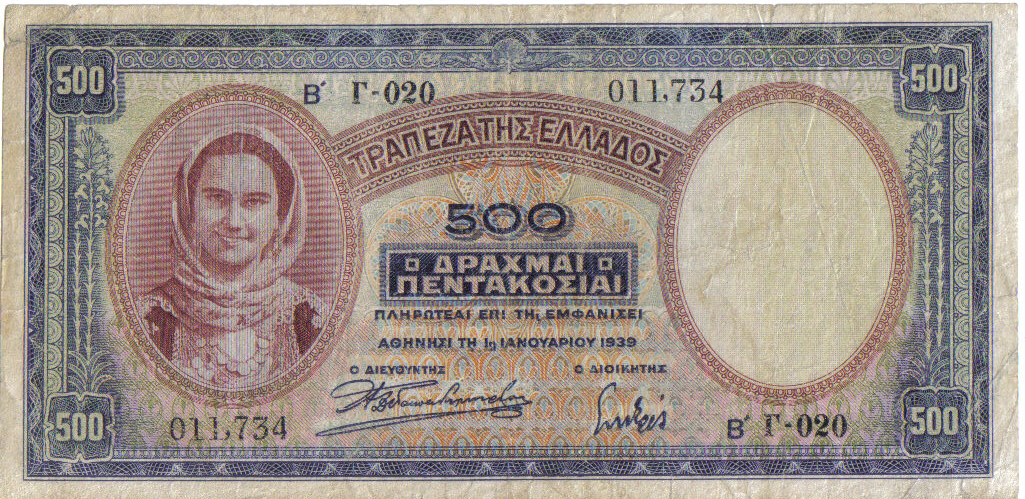 500
500
Β΄ Γ-020
011,734
ΤΡΑΠΕΖΑ ΤΗΣ ΕΛΛΑΔΟΣ
500
ΔΡΑΧΜΑΙ
ΠΕΝΤΑΚΟΣΙΑΙ
ΠΛΗΡΩΤΕΑΙ ΕΠΙ ΤΗι ΕΜΦΑΝΙΣΕΙ
ΑΘΗΝΗΣΙ ΤΗ 1ῃ ΙΑΝΟΥΑΡΙΟΥ 1939
Ο ΔΙΕΥΘΥΝΤΗΣ
Ο ΔΙΟΙΚΗΤΗΣ
500
011,734
Β΄ Γ-020
500